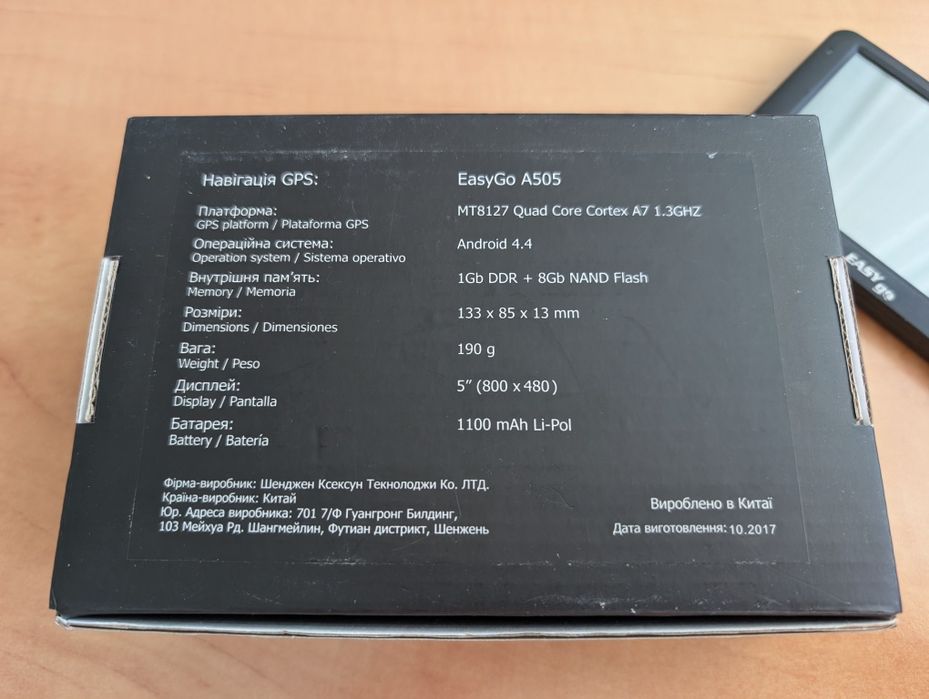 Навігація GPS: EasyGo A505
Платформа: MT8127 Quad Core Cortex A7 1.3GHZ
GPS platform / Plataforma GPS
Операційна система: Android 4.4
Operation system / Sistema operativo
Внутрішня пам'ять: 1Gb DDR + 8Gb NAND Flash
Memory / Memoria
Розміри: 133 x 85 x 13 mm
Dimensions / Dimensiones
Вага: 190 g
Weight / Peso
Дисплей: 5″ (800 x 480)
Display / Pantalla
Батарея: 1100 mAh Li-Pol
Battery / Batería
Фірма-виробник: Шенджен Ксексун Текнолоджи Ко. ЛТД.
Країна-виробник: Китай
Юр. Адреса виробника: 701 7/Ф Гуангронг Билдинг,
103 Мейхуа Рд. Шангмейлин, Футиан дистрикт, Шенжень
Вироблено в Китаї
Дата виготовлення: 10.2017
EASY go